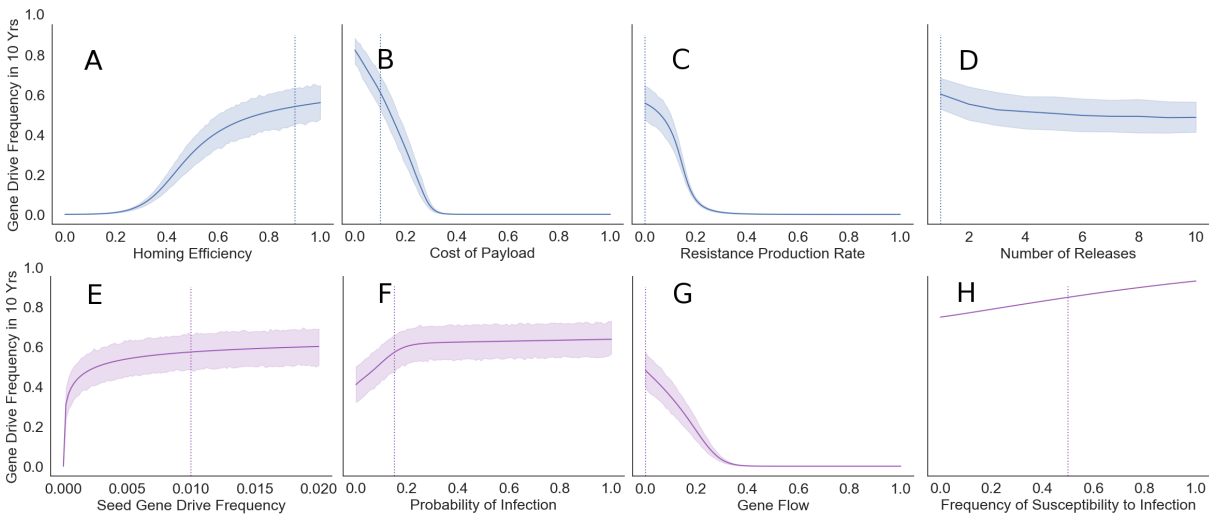 Gene Drive Frequency in 10 Yrs
1.0
0.8
0.6
0.4
0.2
0.0
A
B
C
D
0.0 0.2 0.4 0.6 0.8 1.0
0.0 0.2 0.4 0.6 0.8 1.0
0.0 0.2 0.4 0.6 0.8 1.0
2 4 6 8 10
Homing Efficiency
Cost of Payload
Resistance Production Rate
Number of Releases
Gene Drive Frequency in 10 Yrs
1.0
0.8
0.6
0.4
0.2
0.0
E
F
G
H
0.000 0.005 0.010 0.015 0.020
0.0 0.2 0.4 0.6 0.8 1.0
0.0 0.2 0.4 0.6 0.8 1.0
0.0 0.2 0.4 0.6 0.8 1.0
Seed Gene Drive Frequency
Probability of Infection
Gene Flow
Frequency of Susceptibility to Infection